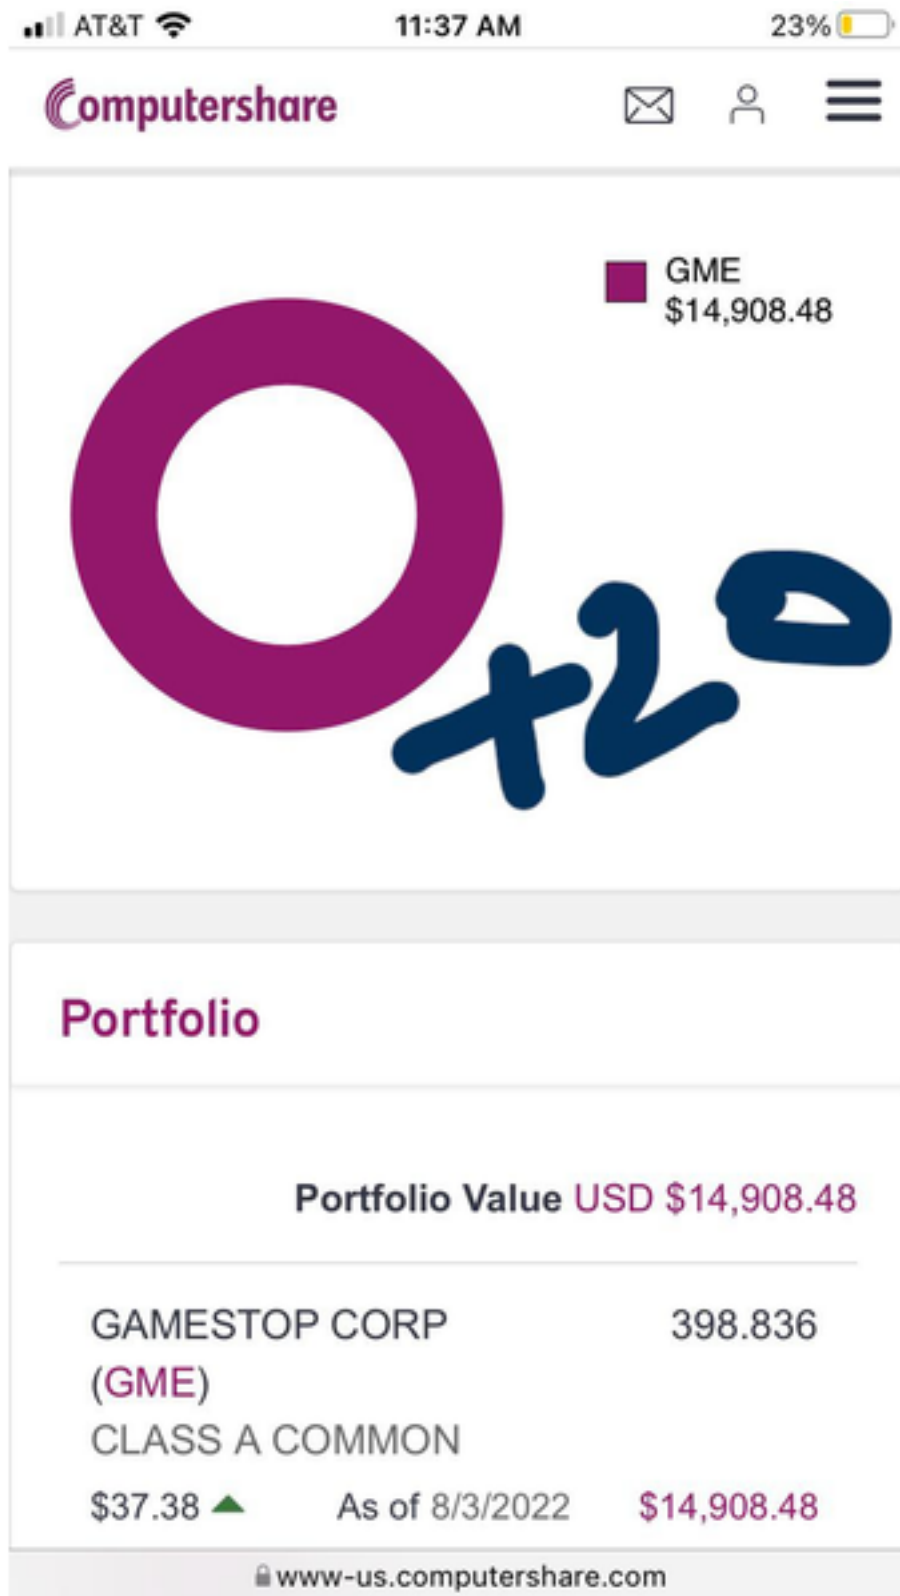 AT&T 11:37 AM 23%
Computershare
GME
$14,908.48
+20
Portfolio
Portfolio Value USD $14,908.48
GAMESTOP CORP 398.836
(GME)
CLASS A COMMON
$37.38 As of 8/3/2022 $14,908.48
www-us.computershare.com